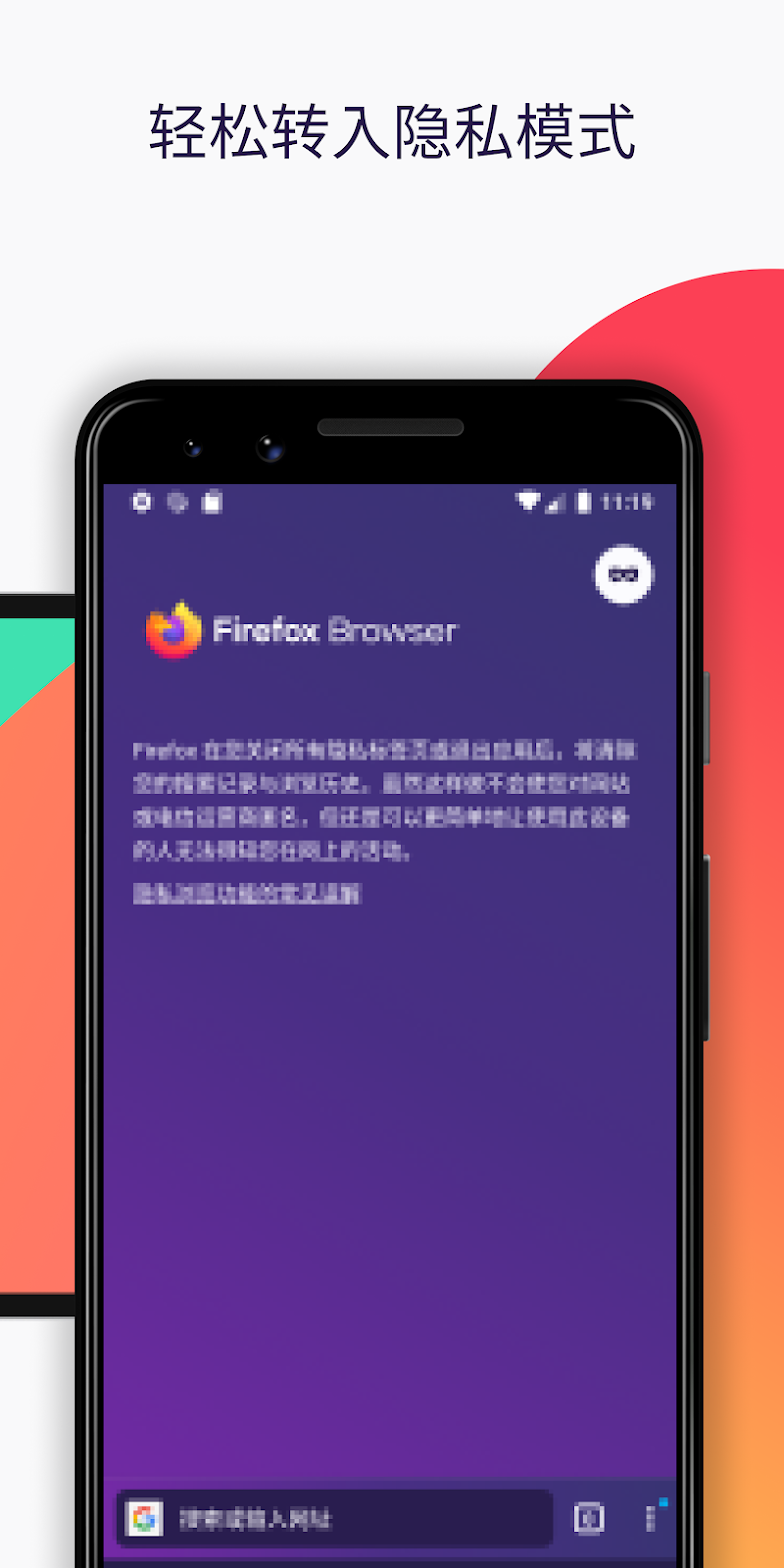 轻松转入隐私模式
11:19
Firefox Browser
Firefox 在您关闭所有隐私标签页或退出应用后，将清除
您的搜索记录与浏览历史。虽然这样做不会使您对网站
或电信运营商匿名，但还是可以更简单地让使用此设备
的人无法得知您在网上的活动。
隐私浏览功能的常见误解
搜索或输入网址